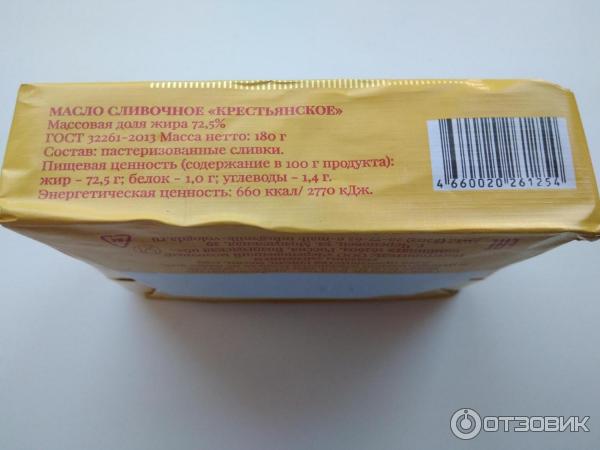 МАСЛО СЛИВОЧНОЕ «КРЕСТЬЯНСКОЕ»
Массовая доля жира 72,5%
ГОСТ 32261-2013 Масса нетто: 180 г
Состав: пастеризованные сливки.
Пищевая ценность (содержание в 100 г продукта):
жир - 72,5 г; белок - 1,0 г; углеводы - 1,4 г.
Энергетическая ценность: 660 ккал/ 2770 кДж.
4 660020 261254
ОТЗОВИК